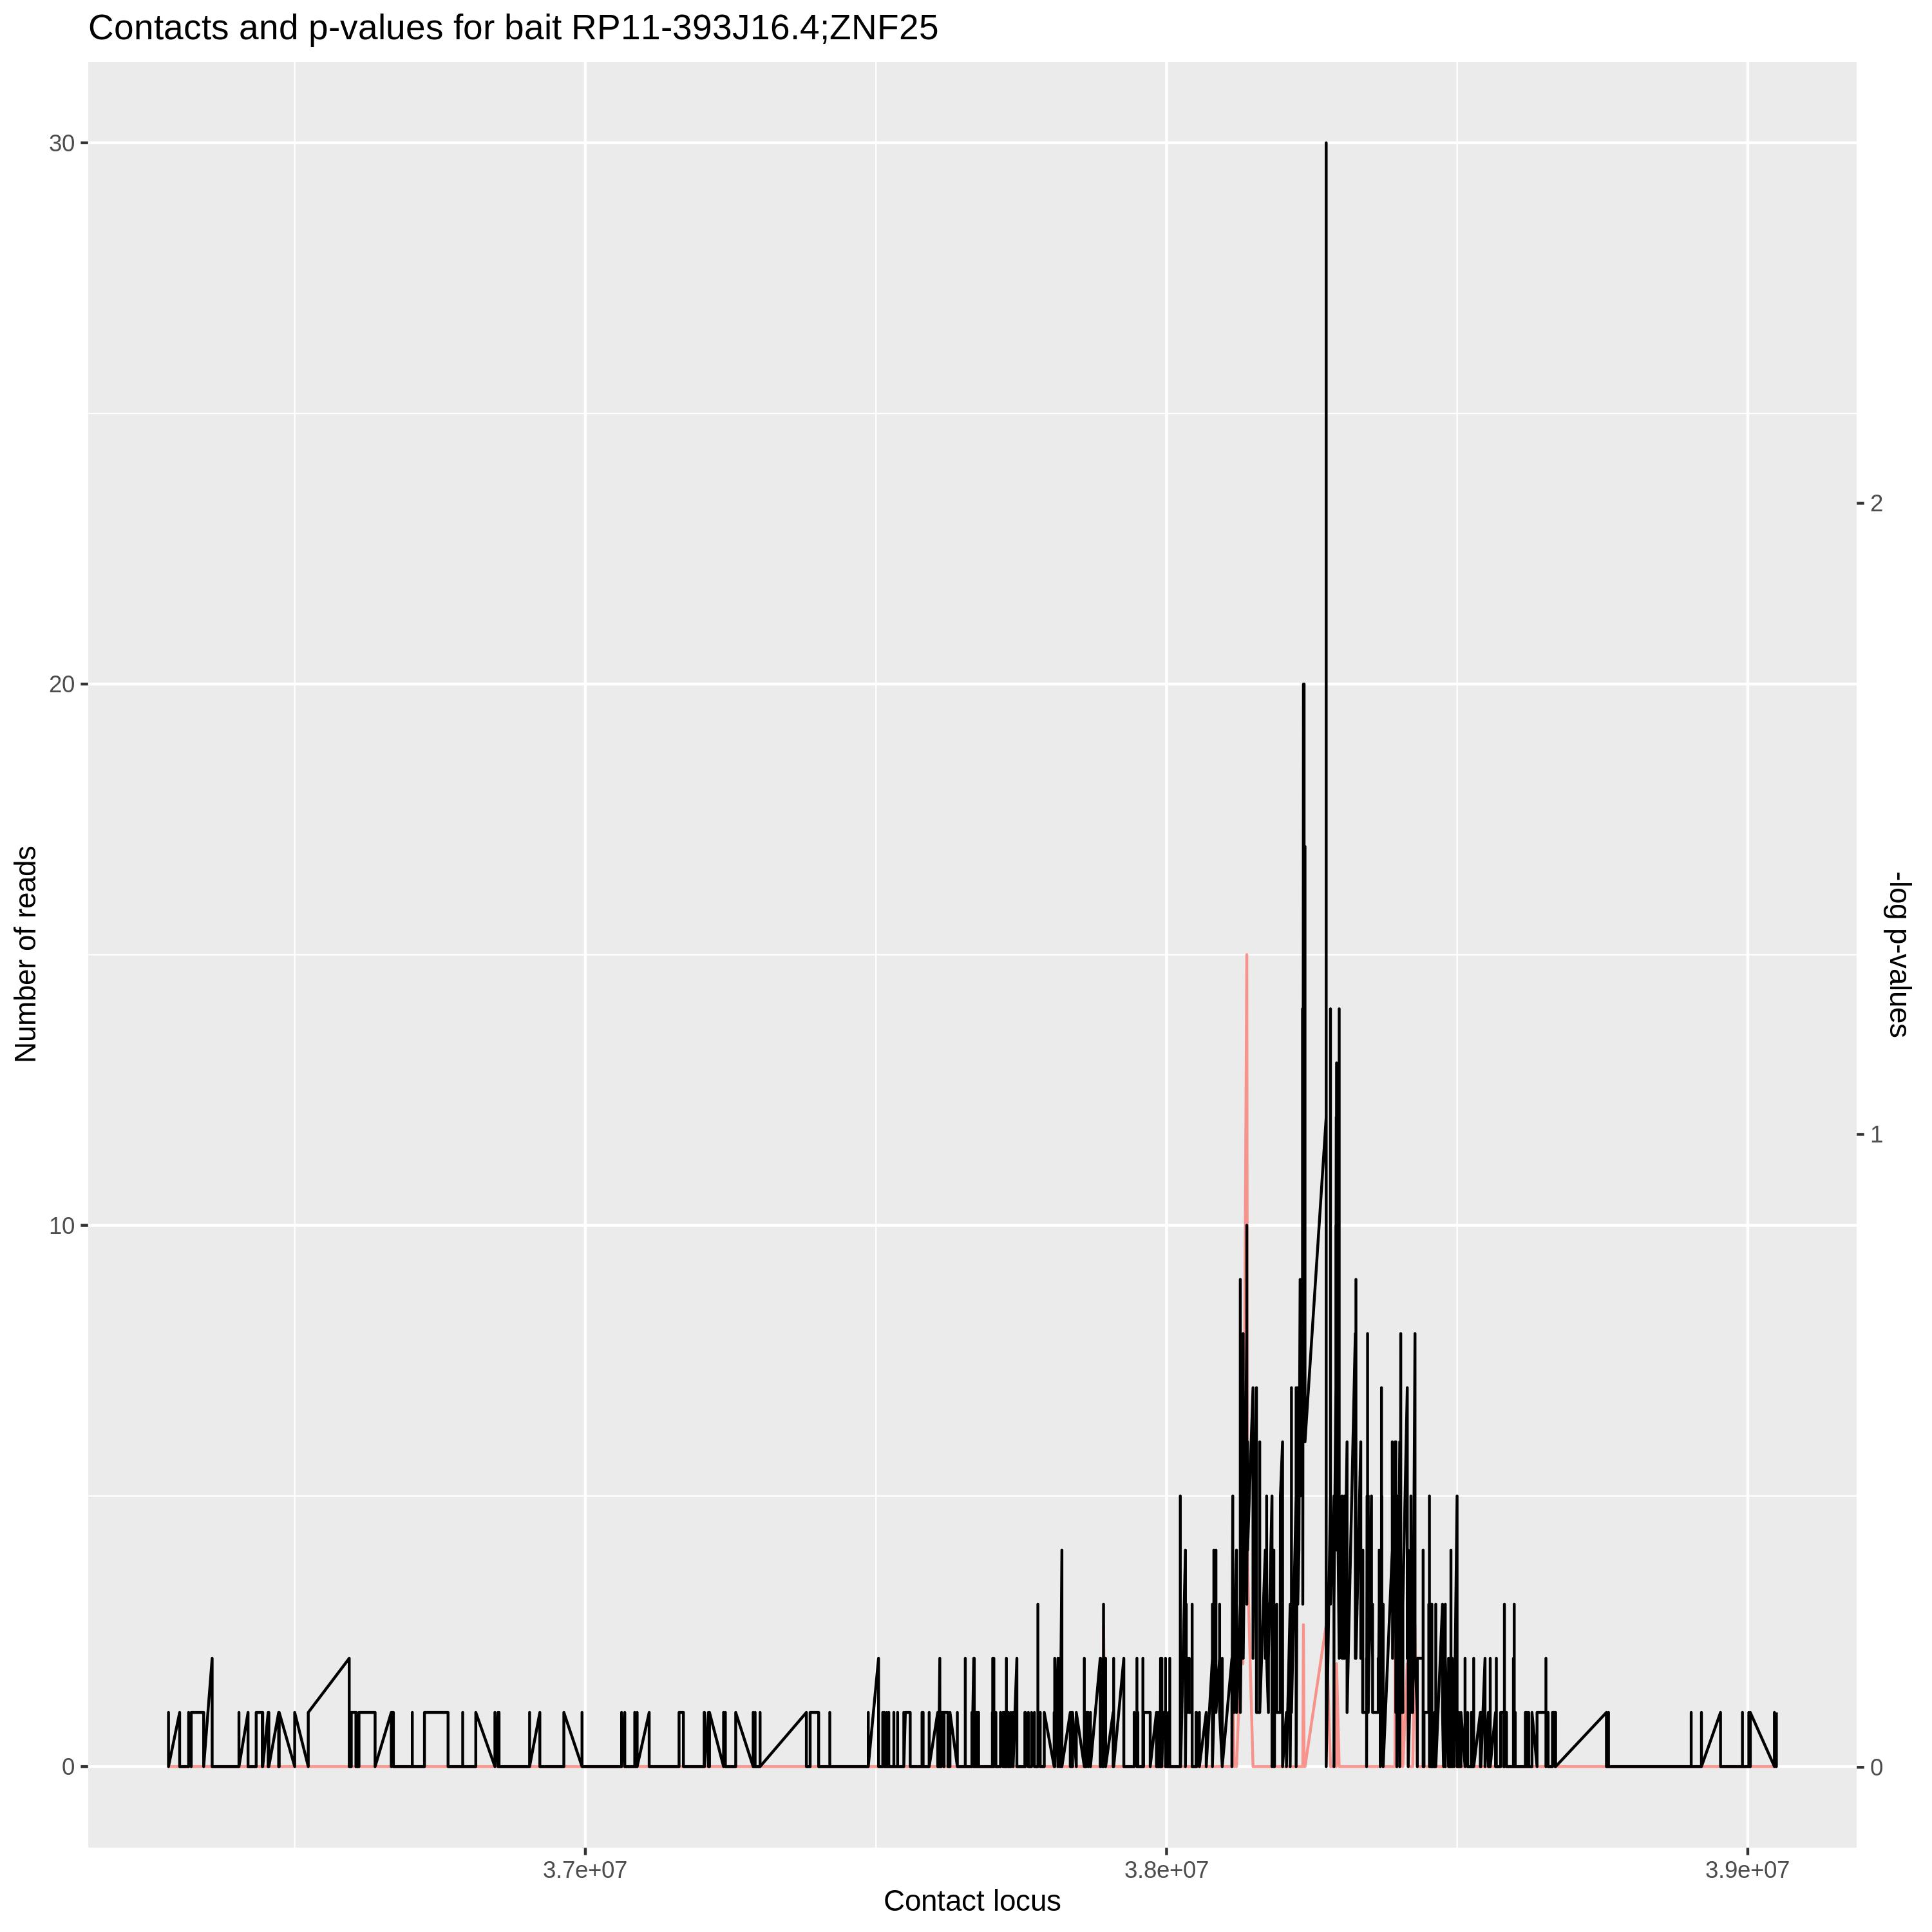 Contacts and p-values for bait RP11-393J16.4;ZNF25
30
20
10
0
Number of reads
2
1
0
-log p-values
3.7e+07
3.8e+07
3.9e+07
Contact locus